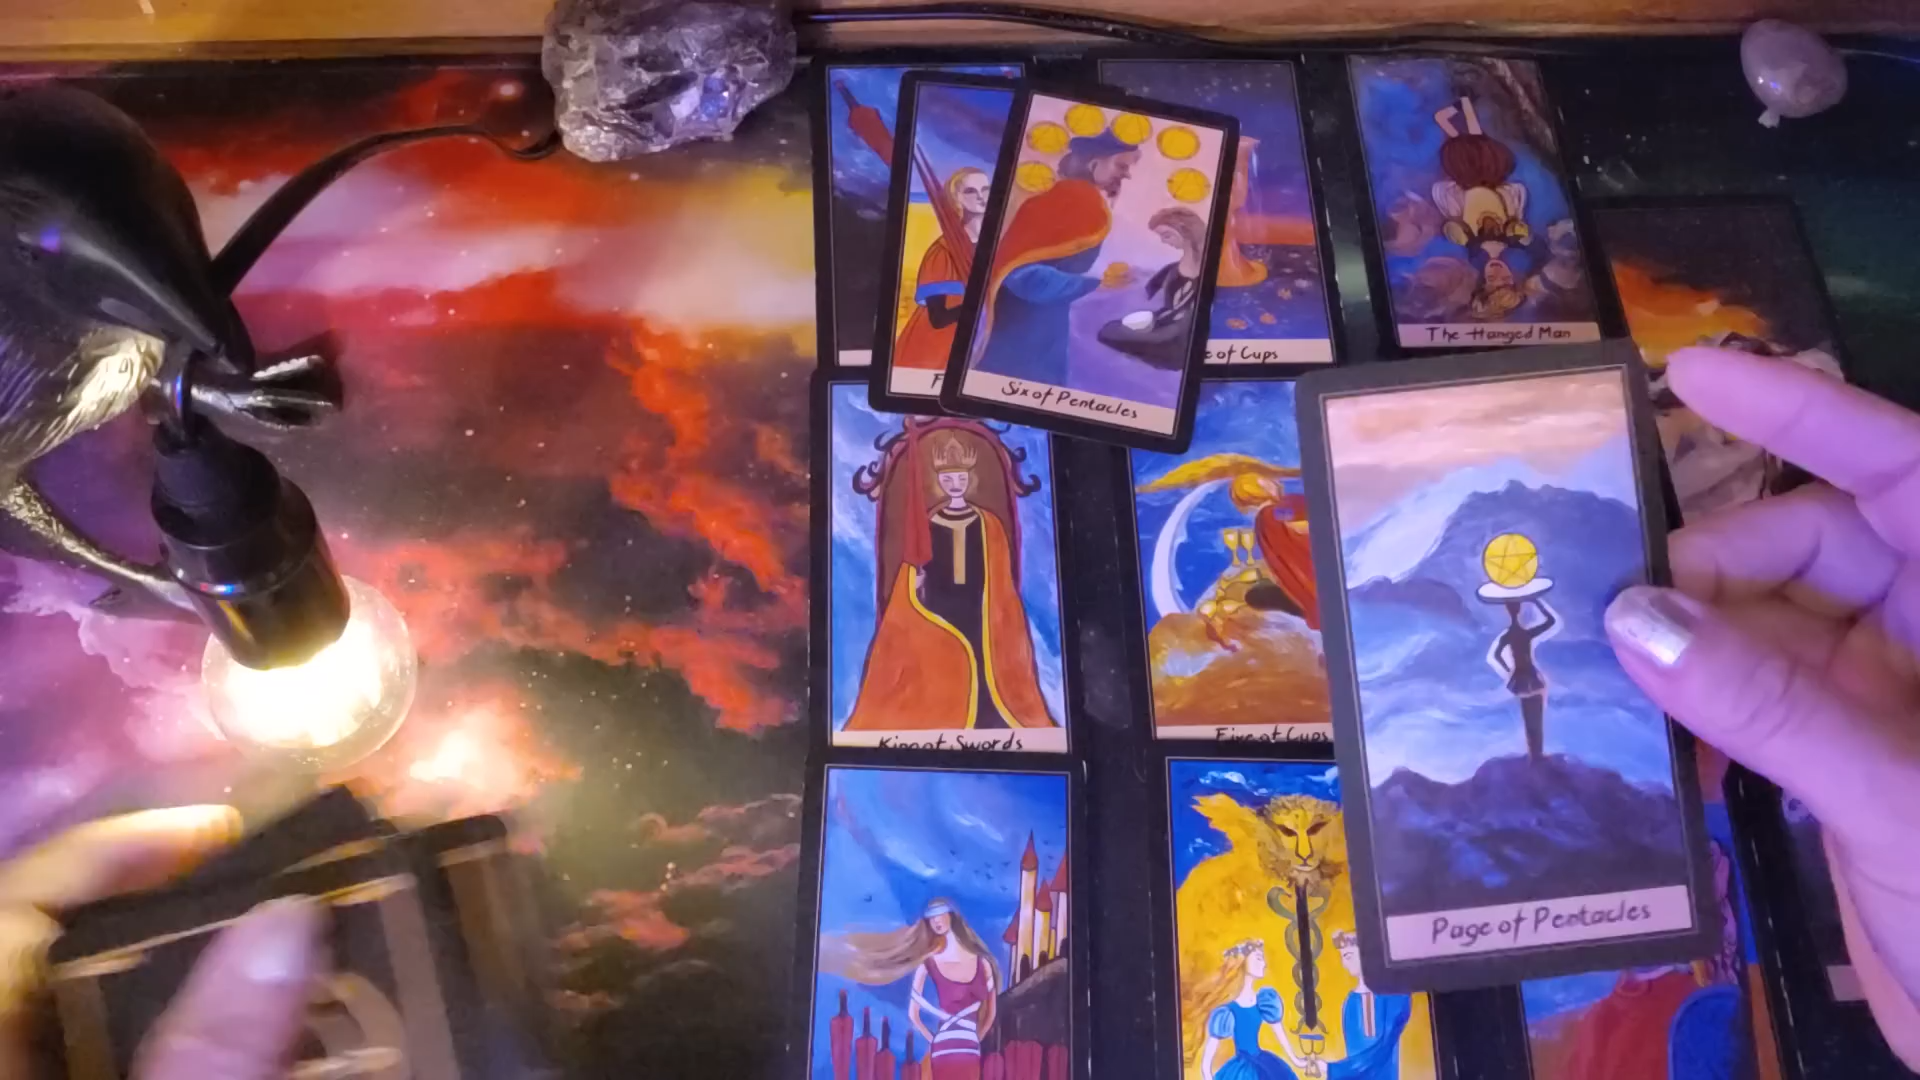 The Hanged Man
of Cups
Six of Pentacles
King of Swords
Five of Cups
Page of Pentacles